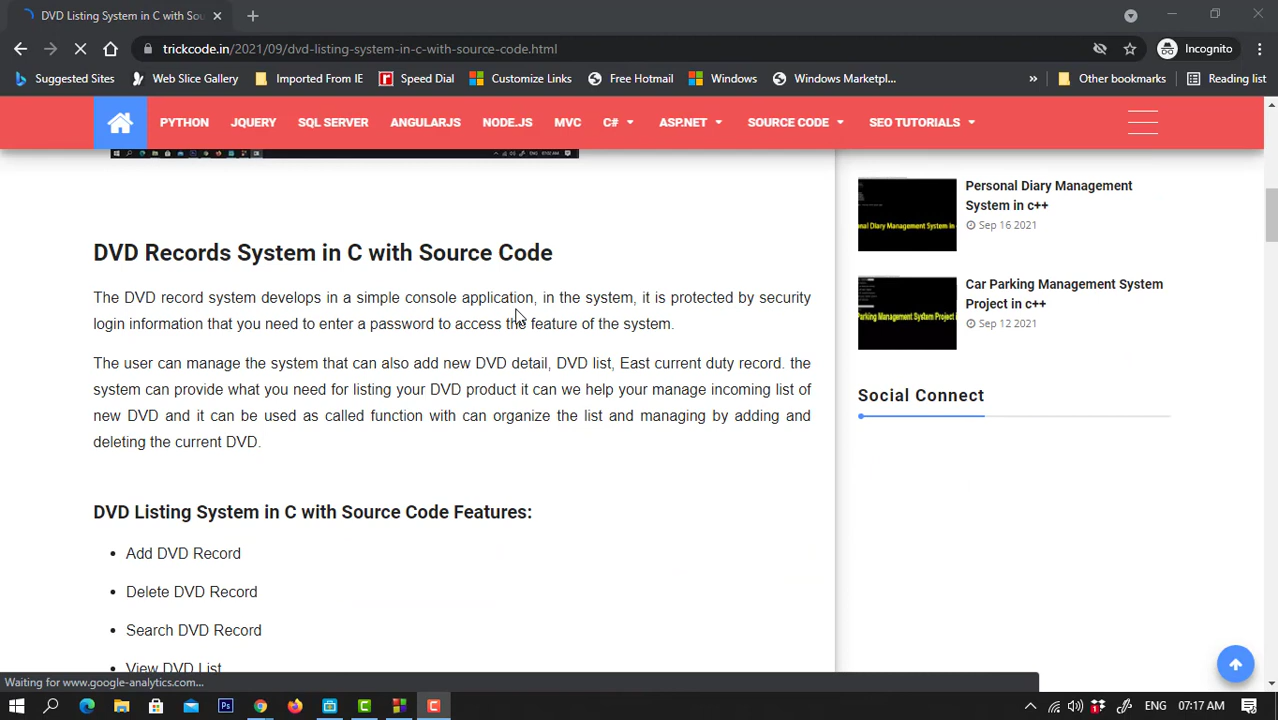 DVD Listing System in C with Sou
trickcode.in/2021/09/dvd-listing-system-in-c-with-source-code.html
Incognito
Suggested Sites
Web Slice Gallery
Imported From IE
Speed Dial
Customize Links
Free Hotmail
Windows
Windows Marketpl...
»
Other bookmarks
Reading list
PYTHON
JQUERY
SQL SERVER
ANGULARJS
NODE.JS
MVC
C#
ASP.NET
SOURCE CODE
SEO TUTORIALS
DVD Records System in C with Source Code
The DVD record system develops in a simple console application, in the system, it is protected by security
login information that you need to enter a password to access the feature of the system.
The user can manage the system that can also add new DVD detail, DVD list, East current duty record. the
system can provide what you need for listing your DVD product it can we help your manage incoming list of
new DVD and it can be used as called function with can organize the list and managing by adding and
deleting the current DVD.
DVD Listing System in C with Source Code Features:
• Add DVD Record
• Delete DVD Record
• Search DVD Record
• View DVD List
Personal Diary Management
System in c++
Sep 16 2021
Car Parking Management System
Project in c++
Sep 12 2021
Social Connect
Waiting for www.google-analytics.com...
ENG
07:17 AM